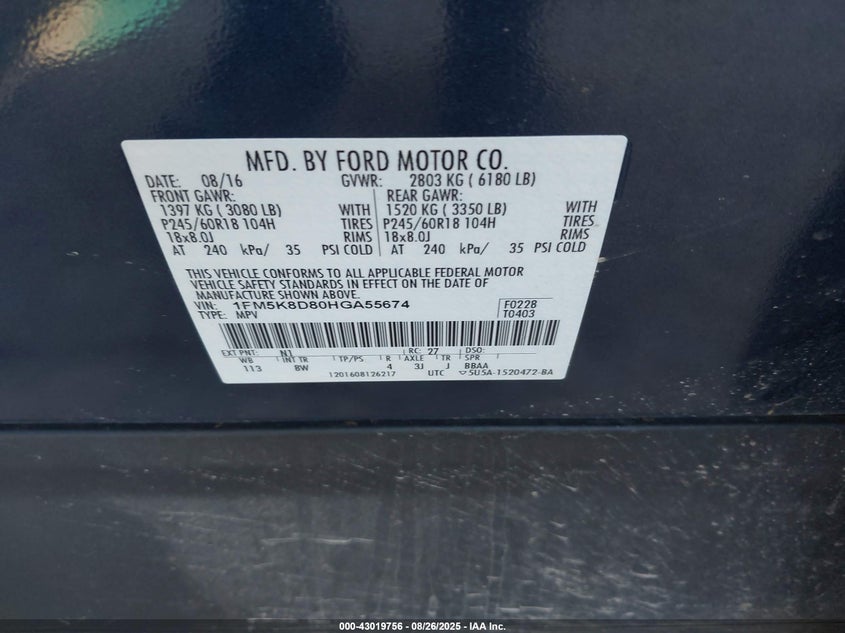 MFD. BY FORD MOTOR CO.
DATE: 08/16 GVWR: 2803 KG ( 6180 LB)
FRONT GAWR: REAR GAWR:
1397 KG ( 3080 LB) WITH 1520 KG ( 3350 LB) WITH
P245/60R18 104H TIRES P245/60R18 104H TIRES
18x8.0J RIMS 18x8.0J RIMS
AT 240 kPa/ 35 PSI COLD AT 240 kPa/ 35 PSI COLD
THIS VEHICLE CONFORMS TO ALL APPLICABLE FEDERAL MOTOR
VEHICLE SAFETY STANDARDS IN EFFECT ON THE DATE OF
MANUFACTURE SHOWN ABOVE.
VIN: 1FM5K8D80HGA55674 F0228
TYPE: MPV T0403
EXT PNT: N1 RC: 27 DSO:
WB INT TR TP/PS R AXLE TR SPR
113 BW 4 3J J BBAA
1201608126217 UTC 5U5A-1520472-BA
000-43019756 - 08/26/2025 - IAA Inc.